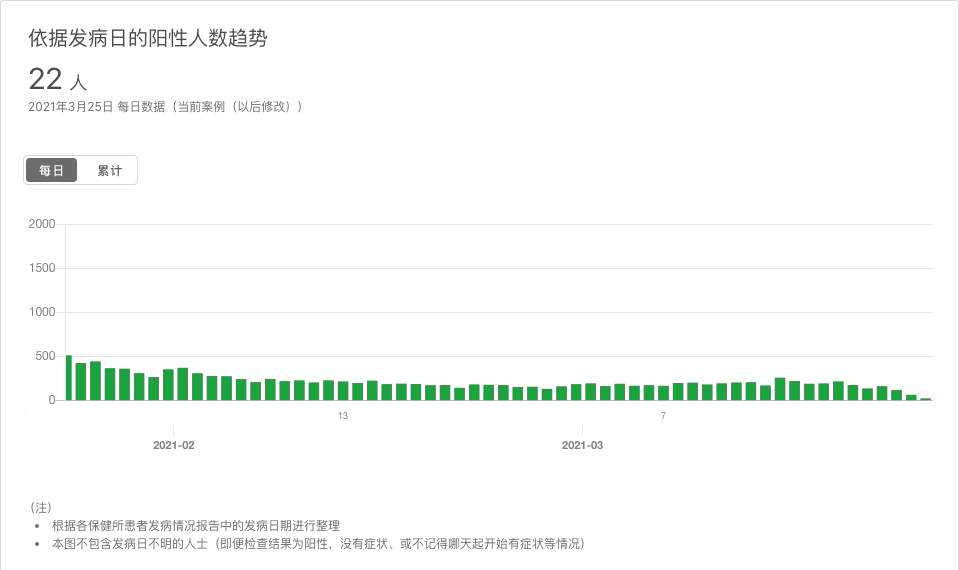 依据发病日的阳性人数趋势
22 人
2021年3月25日 每日数据（当前案例（以后修改））
每日 累计
2000
1500
1000
500
0
13 7
2021-02 2021-03
（注）
• 根据各保健所患者发病情况报告中的发病日期进行整理
• 本图不包含发病日不明的人士（即便检查结果为阳性，没有症状、或不记得哪天起开始有症状等情况）